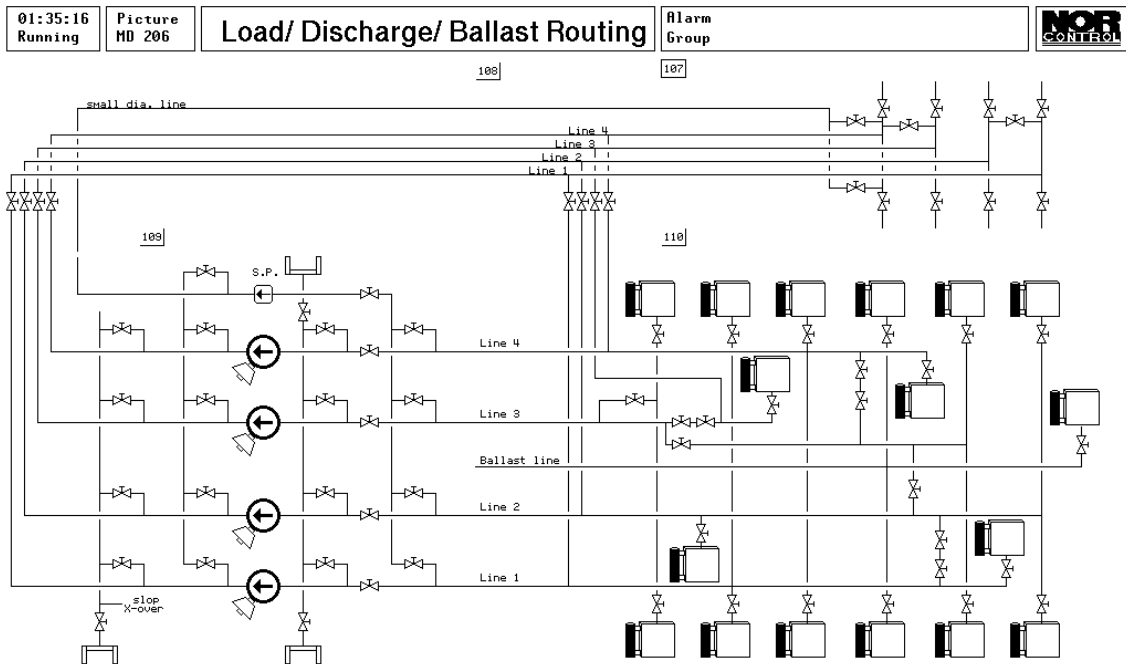 01:35:16
Running
Picture
MD 206
Load/ Discharge/ Ballast Routing
Alarm
Group
NOR
CONTROL
108
107
small dia. line
Line 4
Line 3
Line 2
Line 1
109
110
S.P.
Line 4
Line 3
Ballast line
Line 2
Line 1
slop
X-over